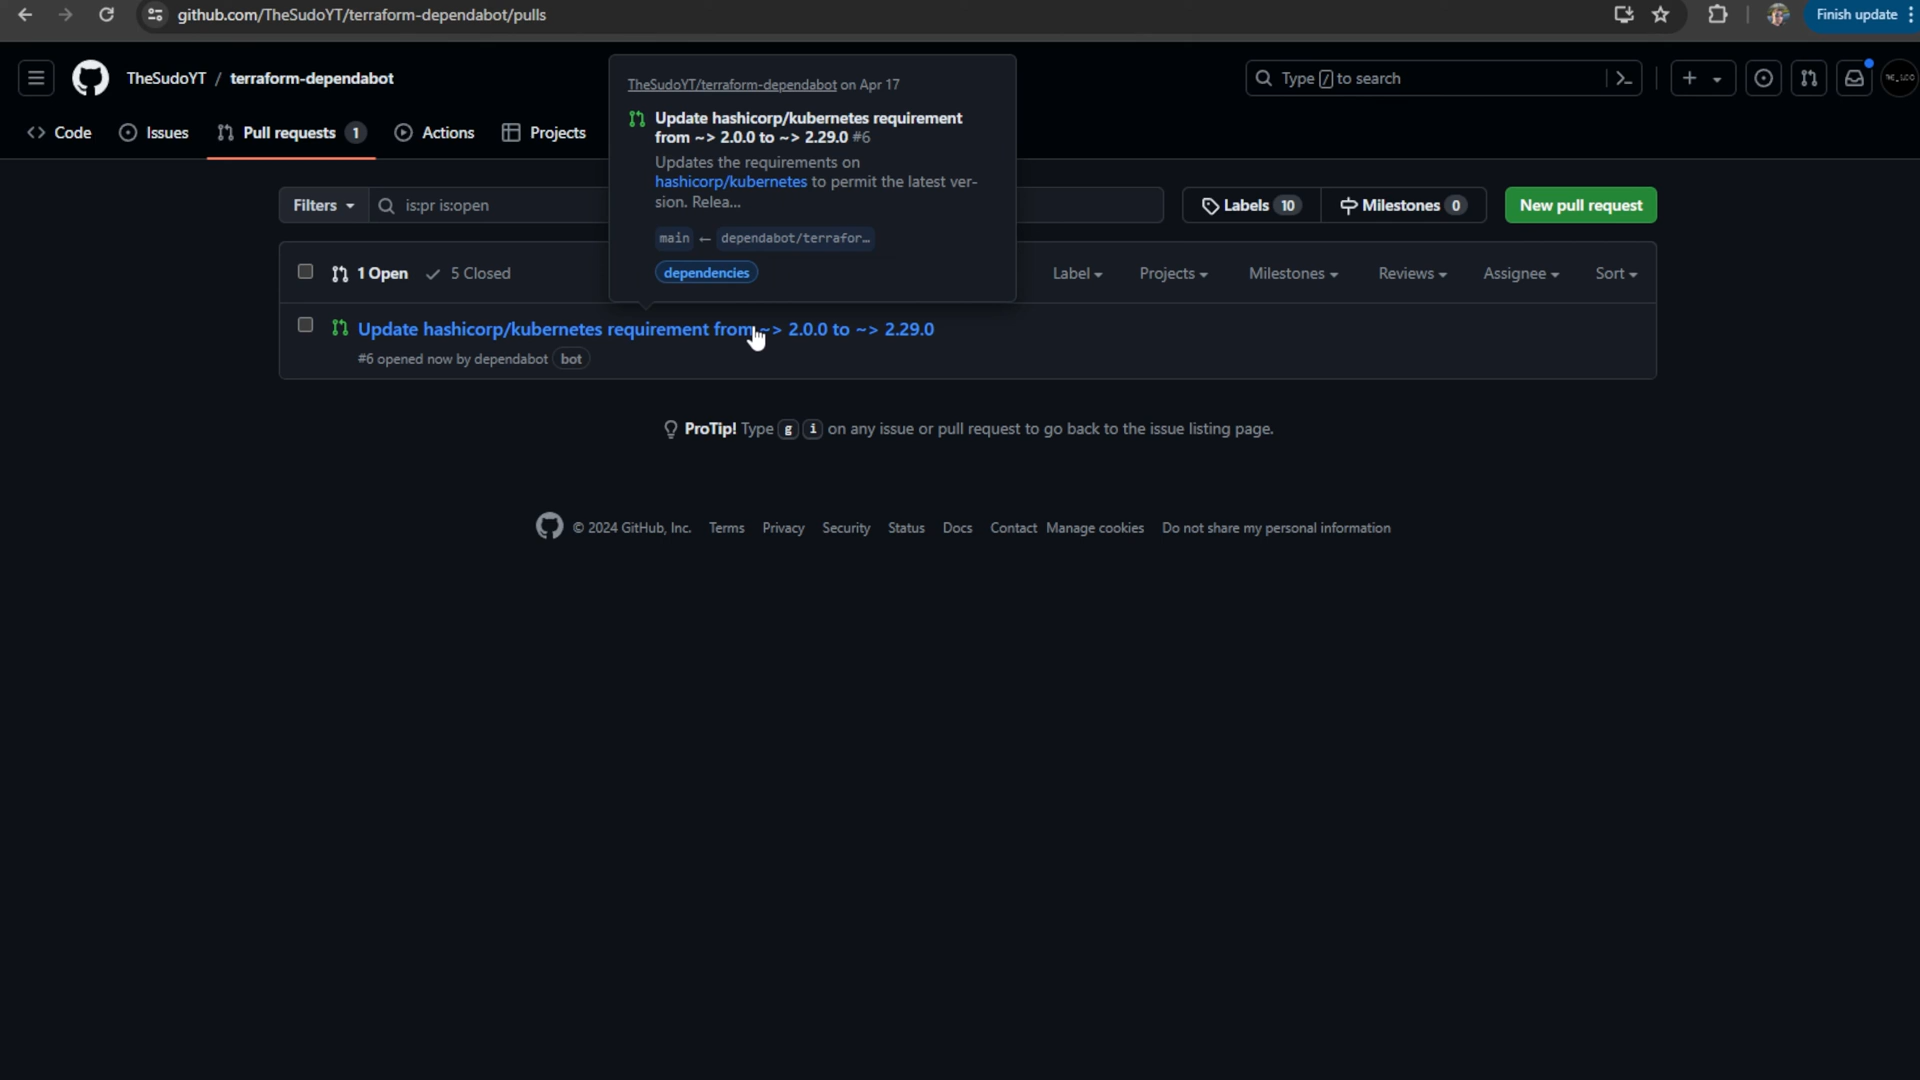 github.com/TheSudoYT/terraform-dependabot/pulls
Finish update
TheSudoYT / terraform-dependabot
Type / to search
Code
Issues
Pull requests 1
Actions
Projects
TheSudoYT/terraform-dependabot on Apr 17
Update hashicorp/kubernetes requirement
from ~> 2.0.0 to ~> 2.29.0 #6
Updates the requirements on
hashicorp/kubernetes to permit the latest ver-
sion. Relea...
main ← dependabot/terrafor...
dependencies
Filters
is:pr is:open
Labels 10
Milestones 0
New pull request
1 Open
5 Closed
Label
Projects
Milestones
Reviews
Assignee
Sort
Update hashicorp/kubernetes requirement from ~> 2.0.0 to ~> 2.29.0
#6 opened now by dependabot bot
ProTip! Type g i on any issue or pull request to go back to the issue listing page.
© 2024 GitHub, Inc. Terms Privacy Security Status Docs Contact Manage cookies Do not share my personal information